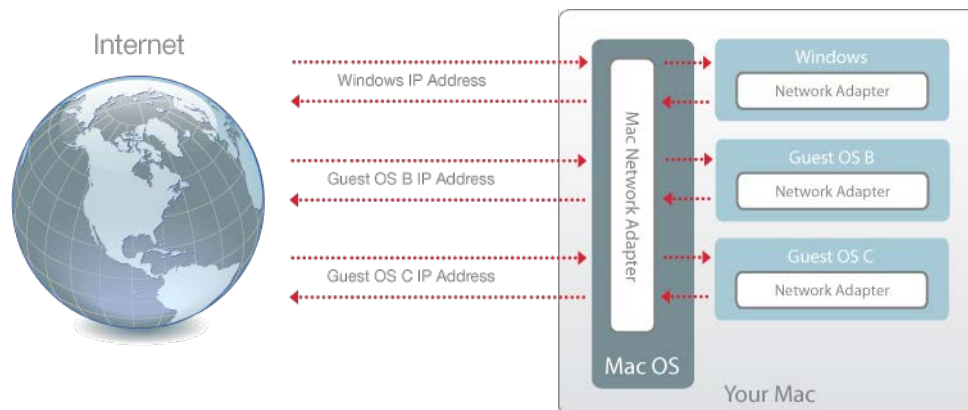 Internet
Windows IP Address
Guest OS B IP Address
Guest OS C IP Address
Mac Network Adapter
Mac OS
Windows
Network Adapter
Guest OS B
Network Adapter
Guest OS C
Network Adapter
Your Mac